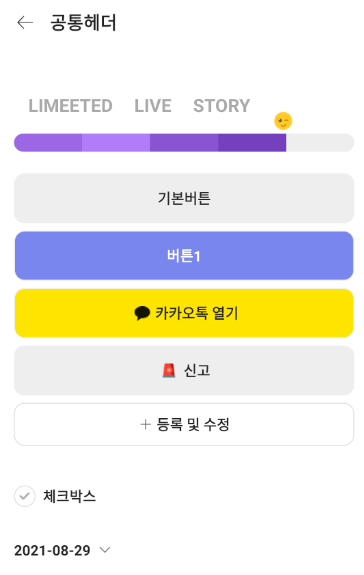 공통헤더
LIMEETED LIVE STORY
기본버튼
버튼1
카카오톡 열기
신고
+ 등록 및 수정
체크박스
2021-08-29